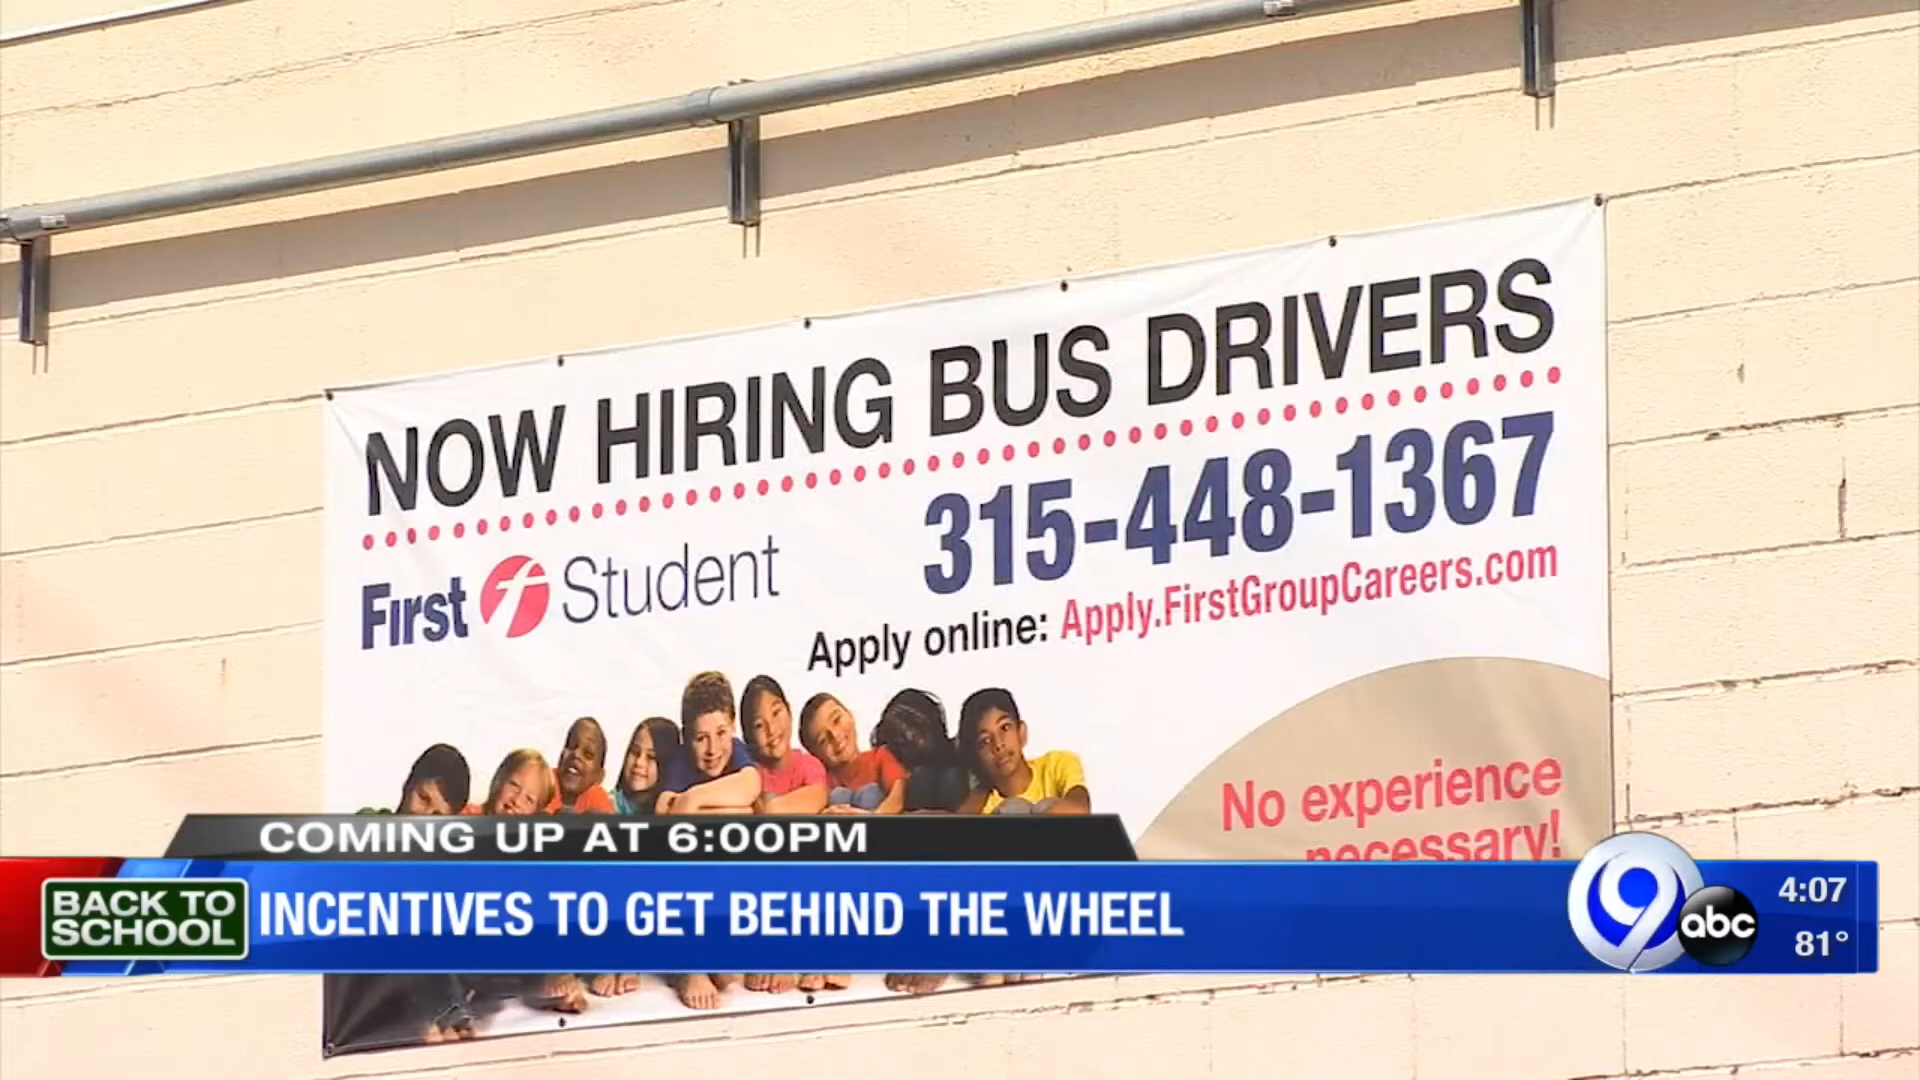 NOW HIRING BUS DRIVERS
315-448-1367
First Student
Apply online: Apply.FirstGroupCareers.com
No experience
necessary!
COMING UP AT 6:00PM
BACK TO
SCHOOL
INCENTIVES TO GET BEHIND THE WHEEL
9
abc
4:07
81°